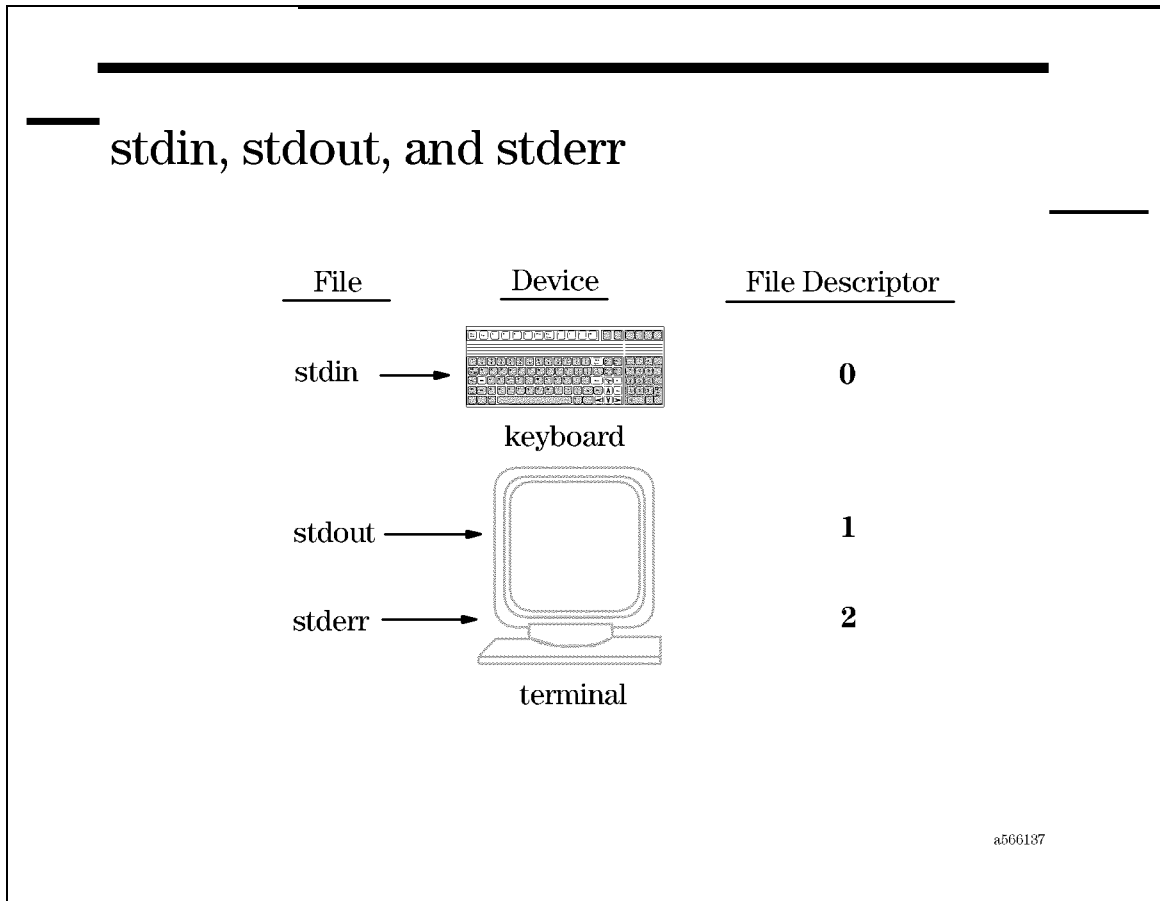 stdin, stdout, and stderr
File Device File Descriptor
stdin 0
keyboard
stdout 1
stderr 2
terminal
a566137